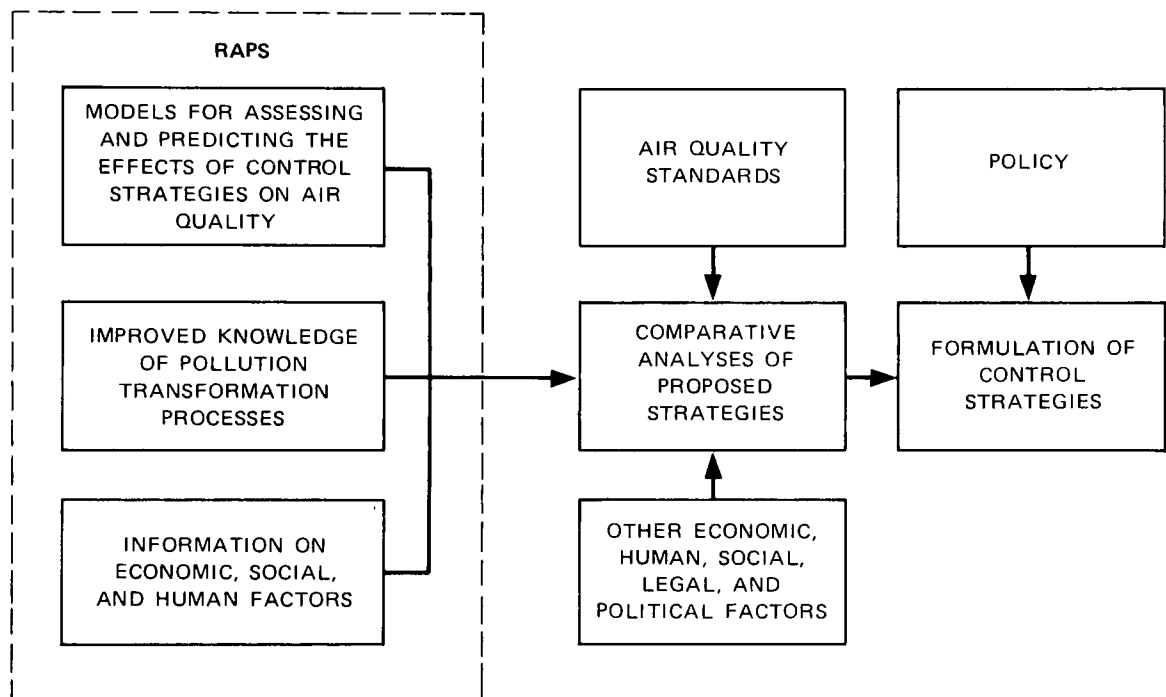 RAPS
MODELS FOR ASSESSING
AND PREDICTING THE
EFFECTS OF CONTROL
STRATEGIES ON AIR
QUALITY
IMPROVED KNOWLEDGE
OF POLLUTION
TRANSFORMATION
PROCESSES
INFORMATION ON
ECONOMIC, SOCIAL,
AND HUMAN FACTORS
AIR QUALITY
STANDARDS
COMPARATIVE
ANALYSES OF
PROPOSED
STRATEGIES
OTHER ECONOMIC,
HUMAN, SOCIAL,
LEGAL, AND
POLITICAL FACTORS
POLICY
FORMULATION OF
CONTROL
STRATEGIES